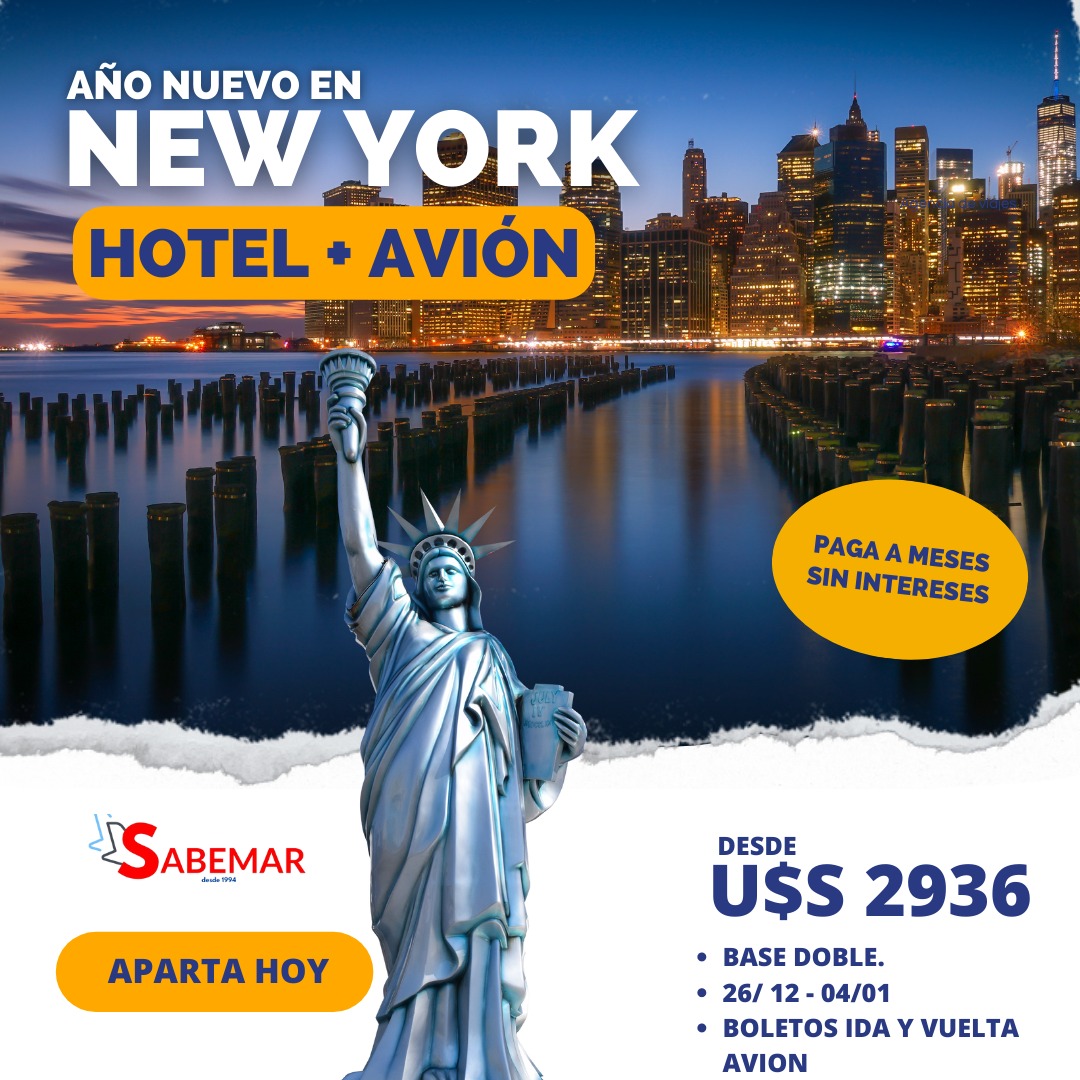 AÑO NUEVO EN
NEW YORK
HOTEL + AVIÓN
PAGA A MESES
SIN INTERESES
SABEMAR
desde 1994
APARTA HOY
DESDE
U$S 2936
• BASE DOBLE.
• 26/ 12 - 04/01
• BOLETOS IDA Y VUELTA
AVION